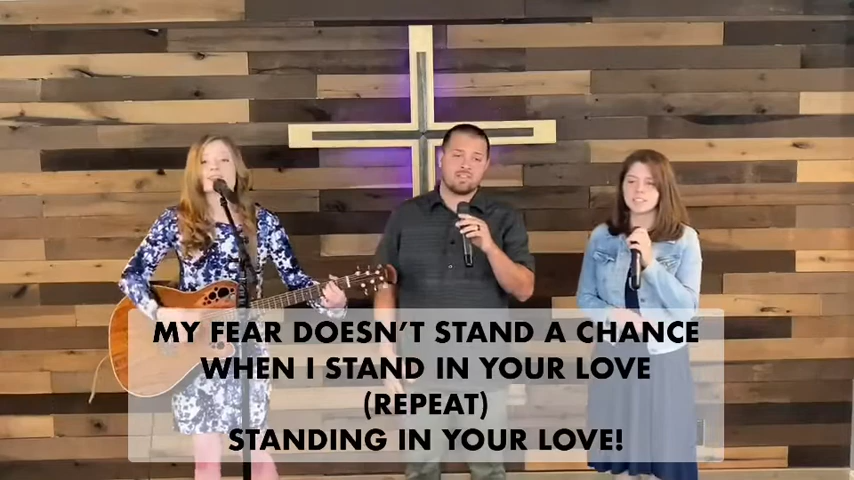 MY FEAR DOESN'T STAND A CHANCE
WHEN I STAND IN YOUR LOVE
(REPEAT)
STANDING IN YOUR LOVE!